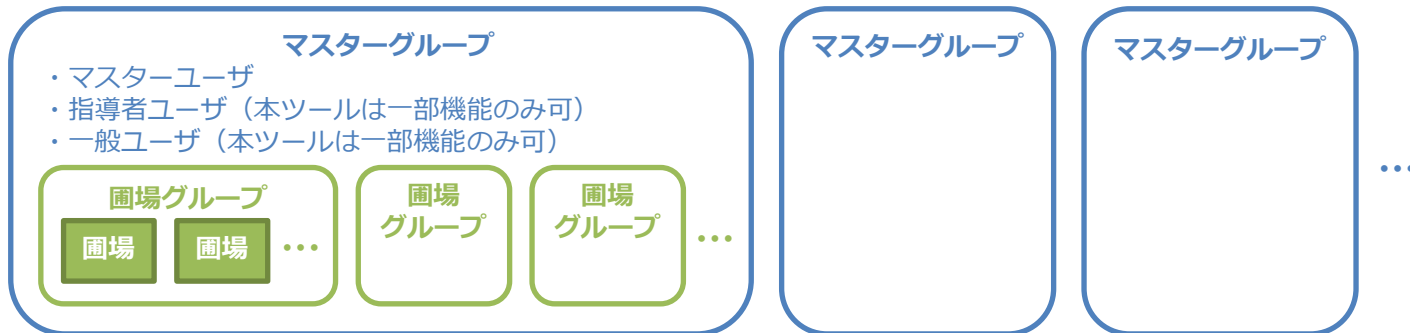 マスターグループ
・マスターユーザ
・指導者ユーザ（本ツールは一部機能のみ可）
・一般ユーザ（本ツールは一部機能のみ可）
圃場グループ
圃場
圃場
…
圃場
グループ
圃場
グループ
…
マスターグループ
マスターグループ
…